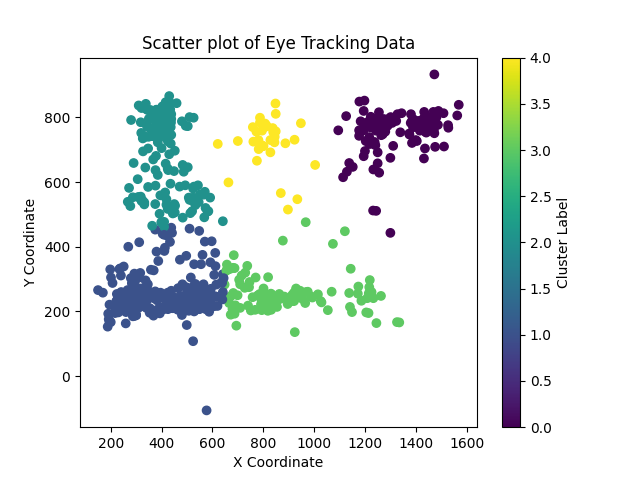 Scatter plot of Eye Tracking Data
Y Coordinate
800
600
400
200
0
200 400 600 800 1000 1200 1400 1600
X Coordinate
4.0
3.5
3.0
2.5
2.0
1.5
1.0
0.5
0.0
Cluster Label